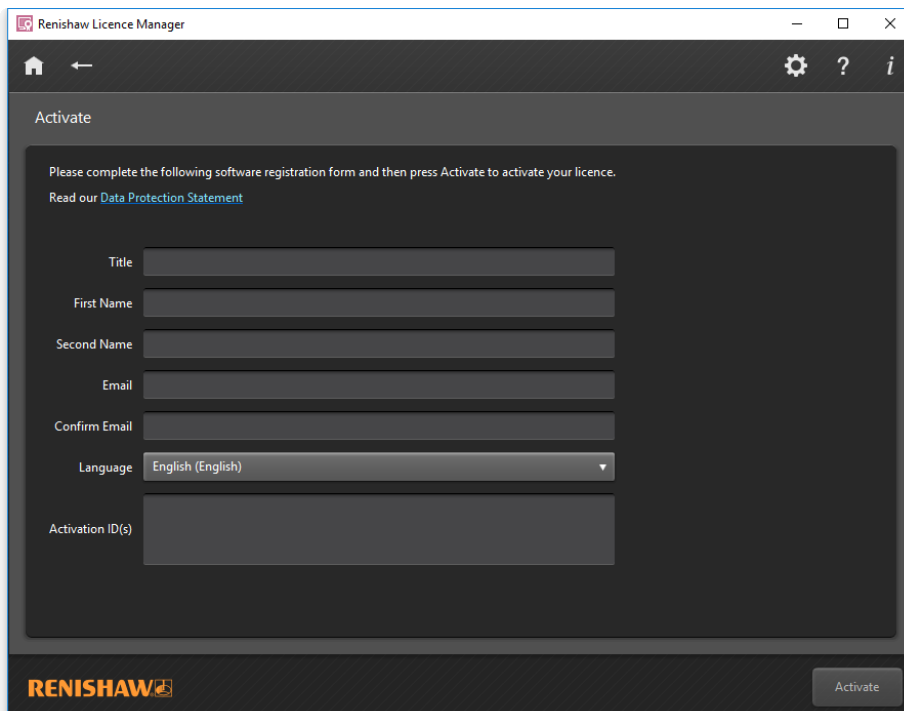 Renishaw Licence Manager
Activate
Please complete the following software registration form and then press Activate to activate your licence.
Read our Data Protection Statement
Title
First Name
Second Name
Email
Confirm Email
Language English (English)
Activation ID(s)
RENISHAW
Activate